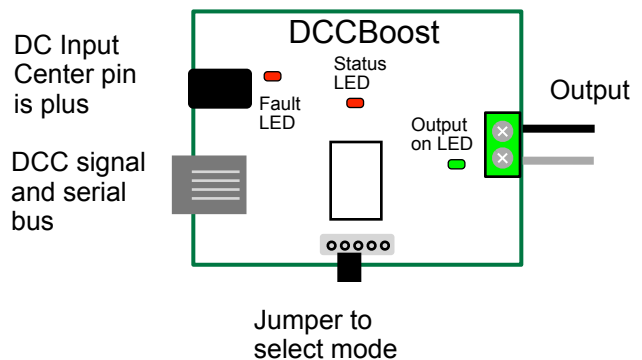 DCCBoost
DC Input
Center pin
is plus
Fault
LED
Status
LED
Output
on LED
Output
DCC signal
and serial
bus
Jumper to
select mode